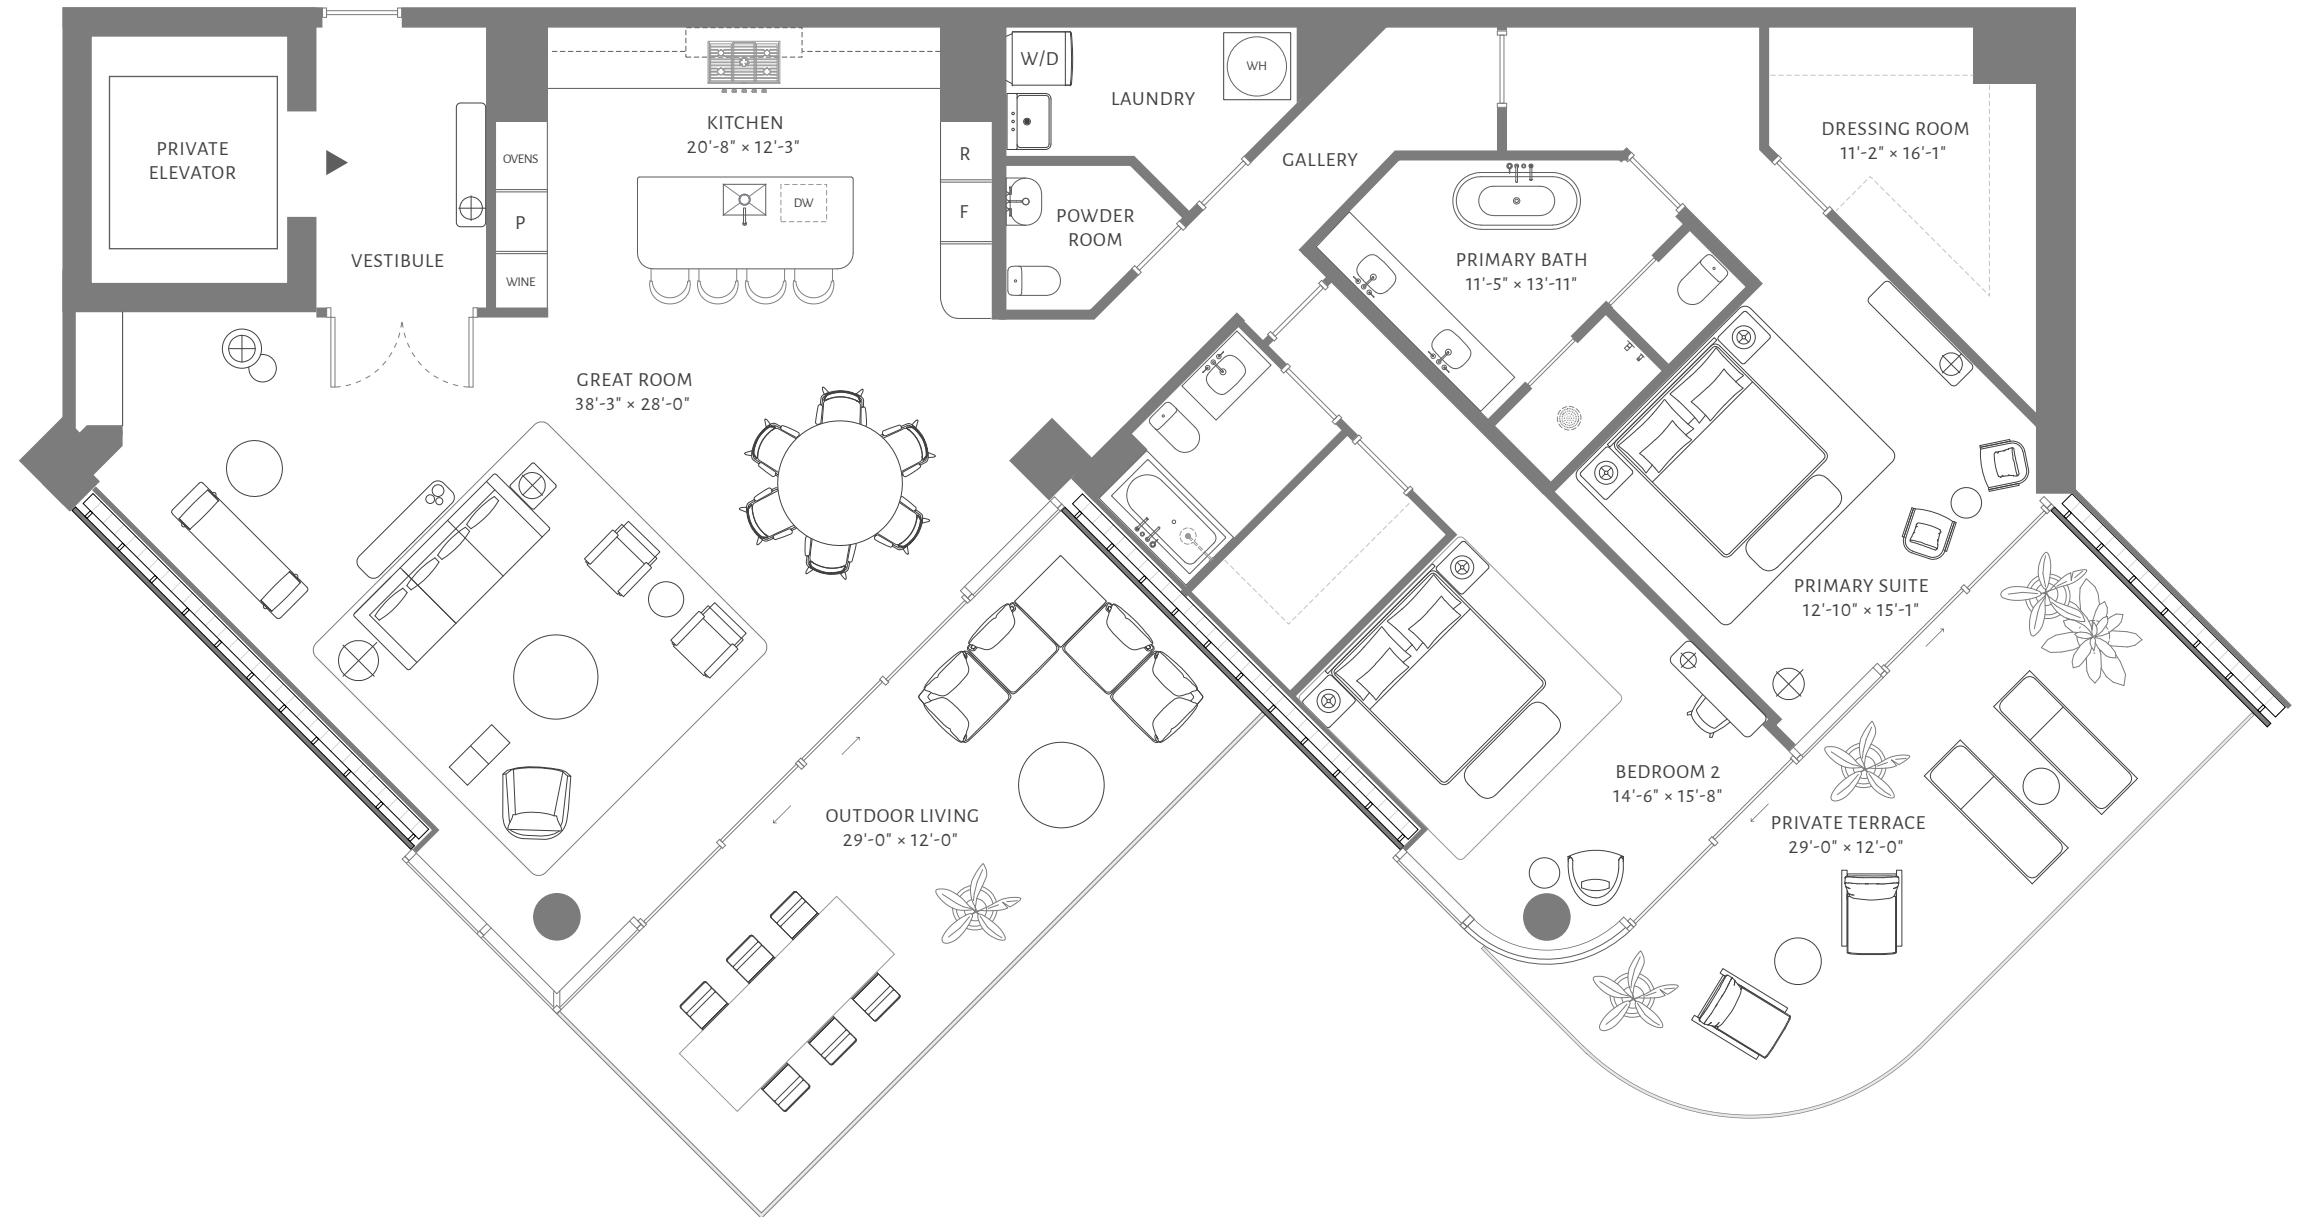 PRIVATE
ELEVATOR
VESTIBULE
OVENS
P
WINE
KITCHEN
20'-8" × 12'-3"
DW
R
F
W/D
LAUNDRY
WH
POWDER
ROOM
GALLERY
PRIMARY BATH
11'-5" × 13'-11"
DRESSING ROOM
11'-2" × 16'-1"
GREAT ROOM
38'-3" × 28'-0"
PRIMARY SUITE
12'-10" × 15'-1"
OUTDOOR LIVING
29'-0" × 12'-0"
BEDROOM 2
14'-6" × 15'-8"
PRIVATE TERRACE
29'-0" × 12'-0"